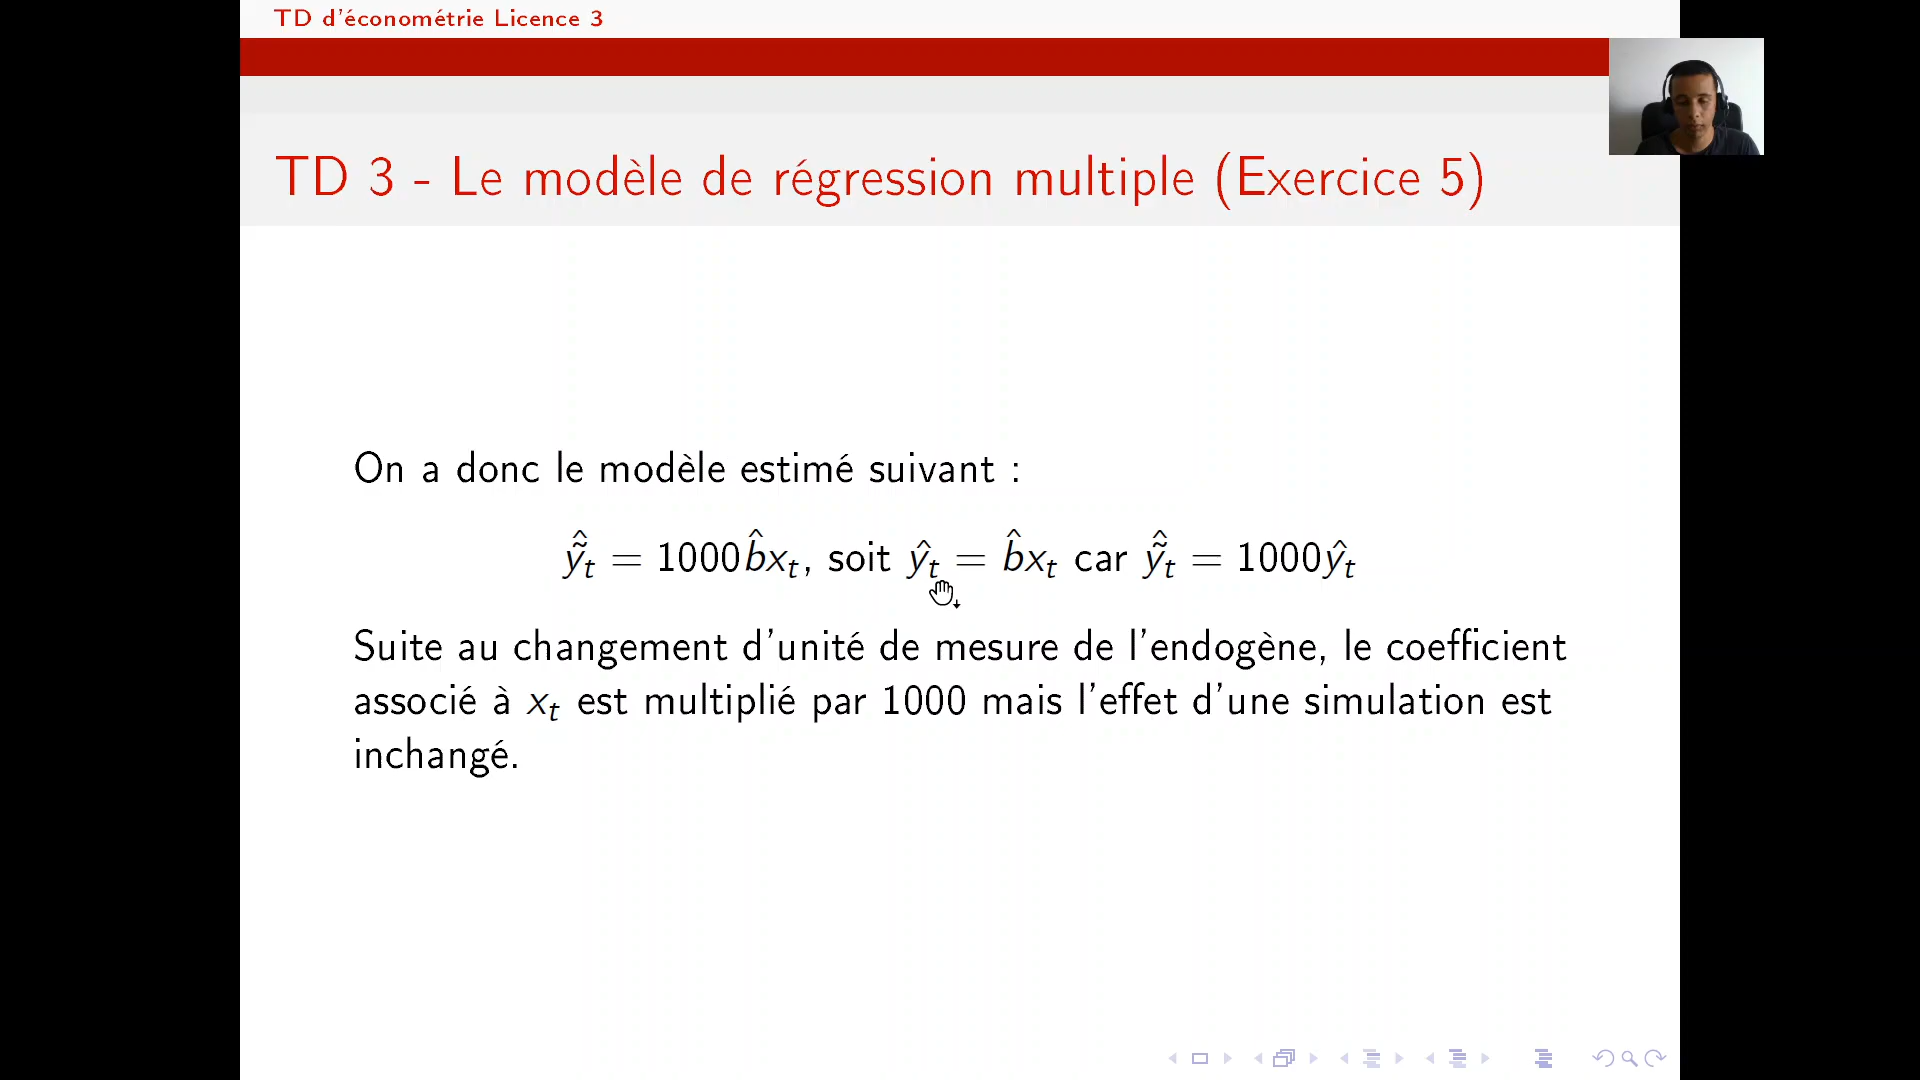 TD d'économétrie Licence 3
TD 3 - Le modèle de régression multiple (Exercice 5)
On a donc le modèle estimé suivant :
ỹ̂ₜ = 1000b̂xₜ, soit ŷₜ = b̂xₜ car ỹ̂ₜ = 1000ŷₜ
Suite au changement d'unité de mesure de l'endogène, le coefficient
associé à xₜ est multiplié par 1000 mais l'effet d'une simulation est
inchangé.